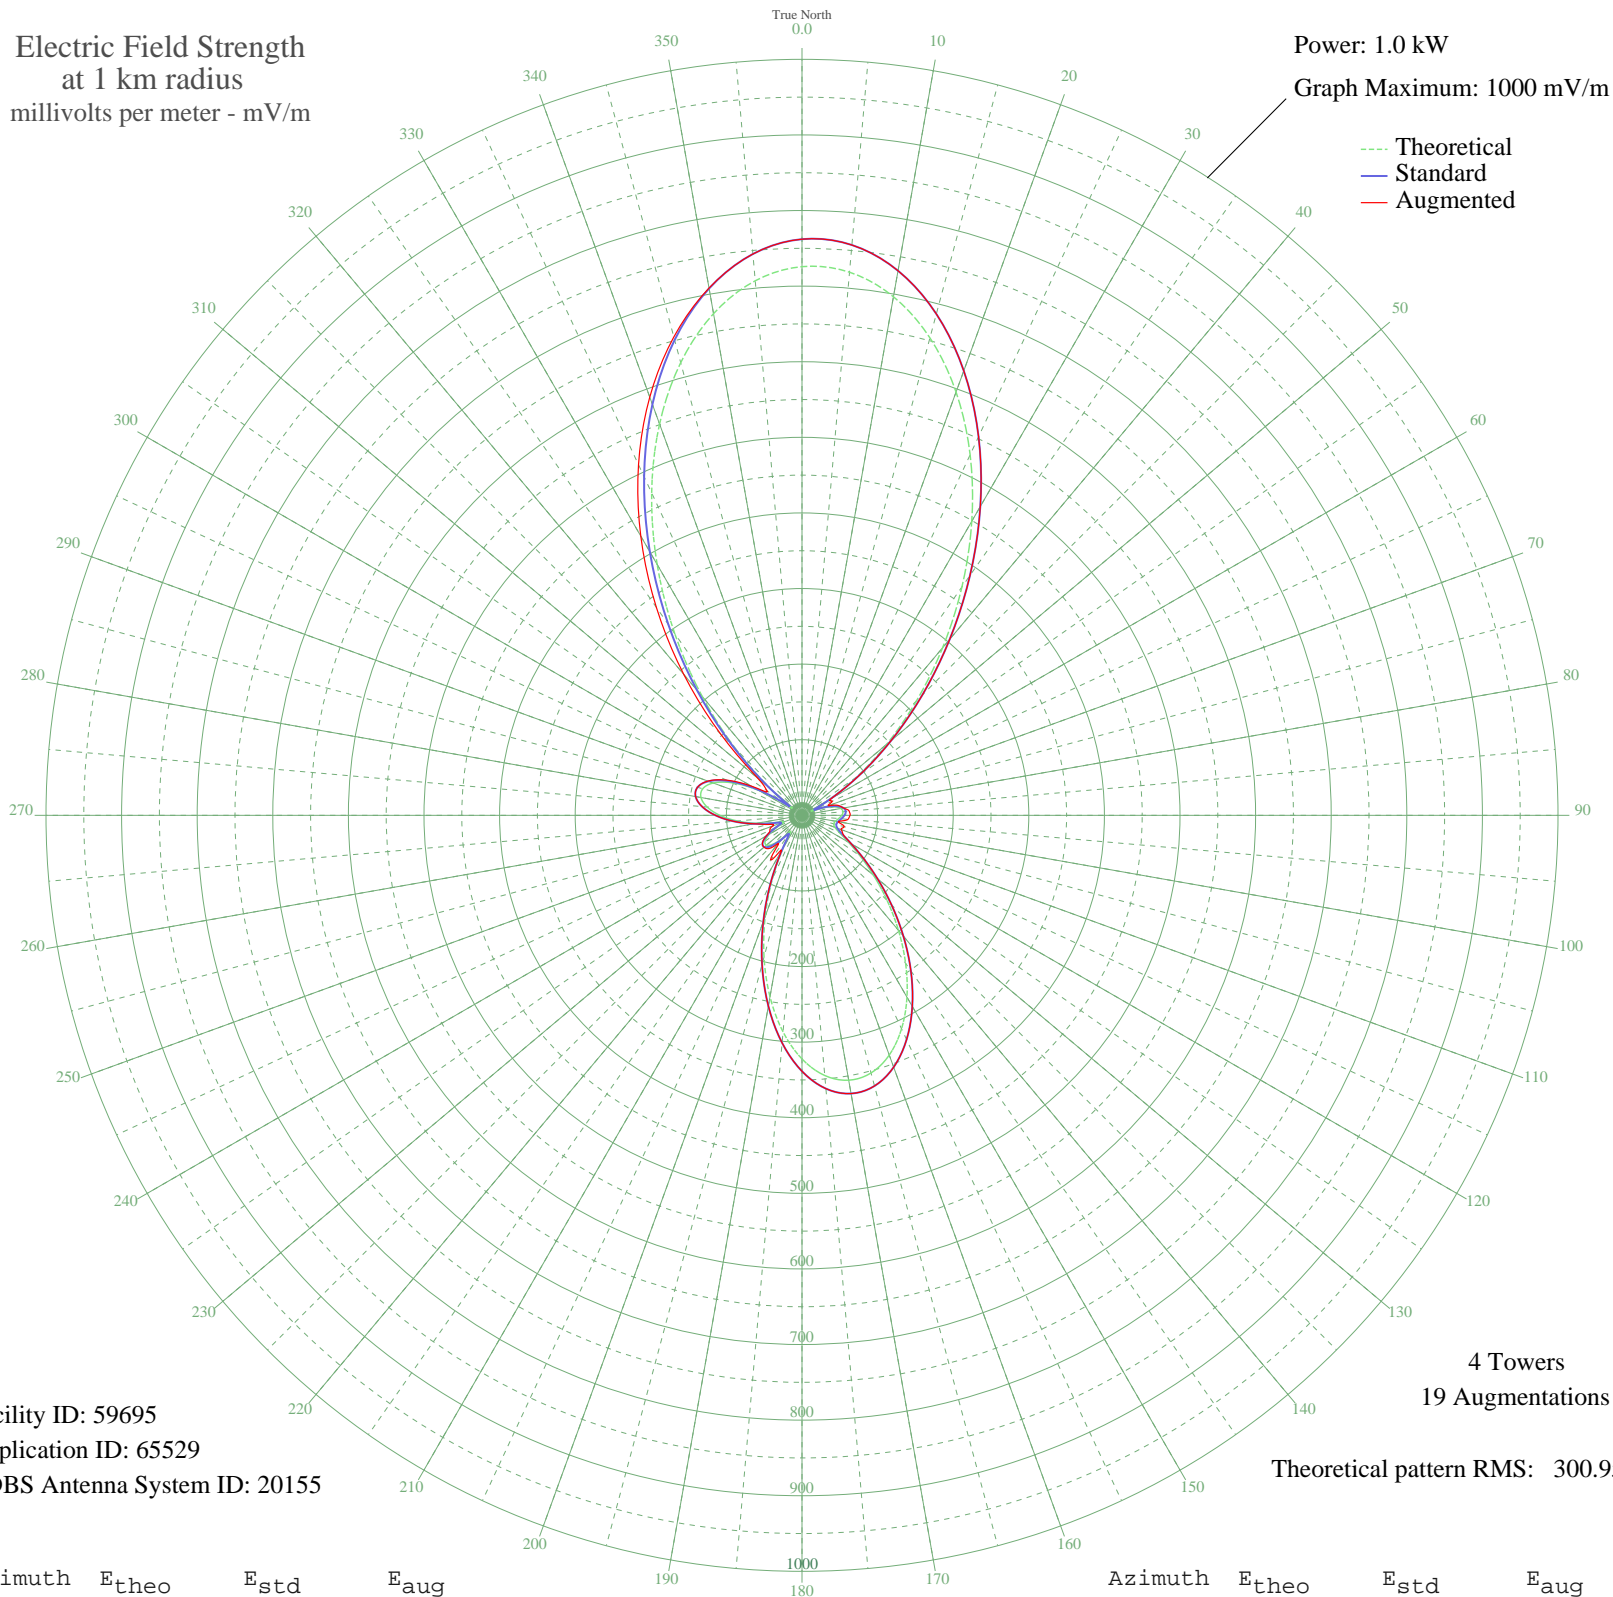 True North
0.0
Electric Field Strength
at 1 km radius
millivolts per meter - mV/m
Power: 1.0 kW
Graph Maximum: 1000 mV/m
Theoretical
Standard
Augmented
10
20
30
40
50
60
70
80
90
100
110
120
130
140
150
160
170
180
190
200
210
220
230
240
250
260
270
280
290
300
310
320
330
340
350
200
300
400
500
600
700
800
900
1000
4 Towers
19 Augmentations
Theoretical pattern RMS: 300.9
cility ID: 59695
plication ID: 65529
DBS Antenna System ID: 20155
imuth Etheo Estd Eaug
Azimuth Etheo Estd Eaug